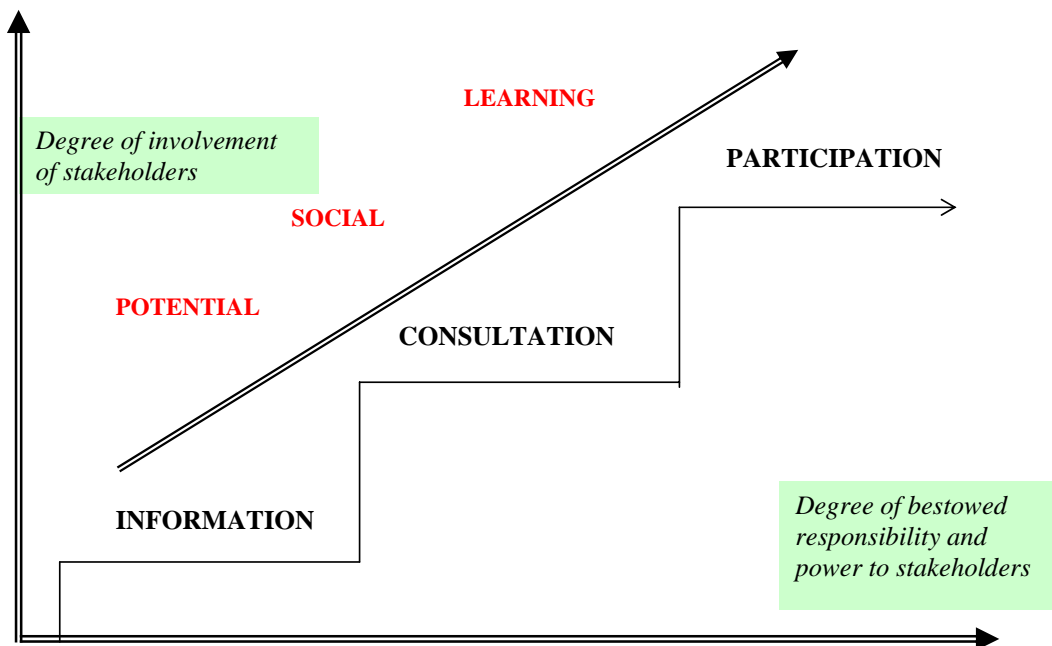 LEARNING
Degree of involvement
of stakeholders
PARTICIPATION
SOCIAL
POTENTIAL
CONSULTATION
INFORMATION
Degree of bestowed
responsibility and
power to stakeholders